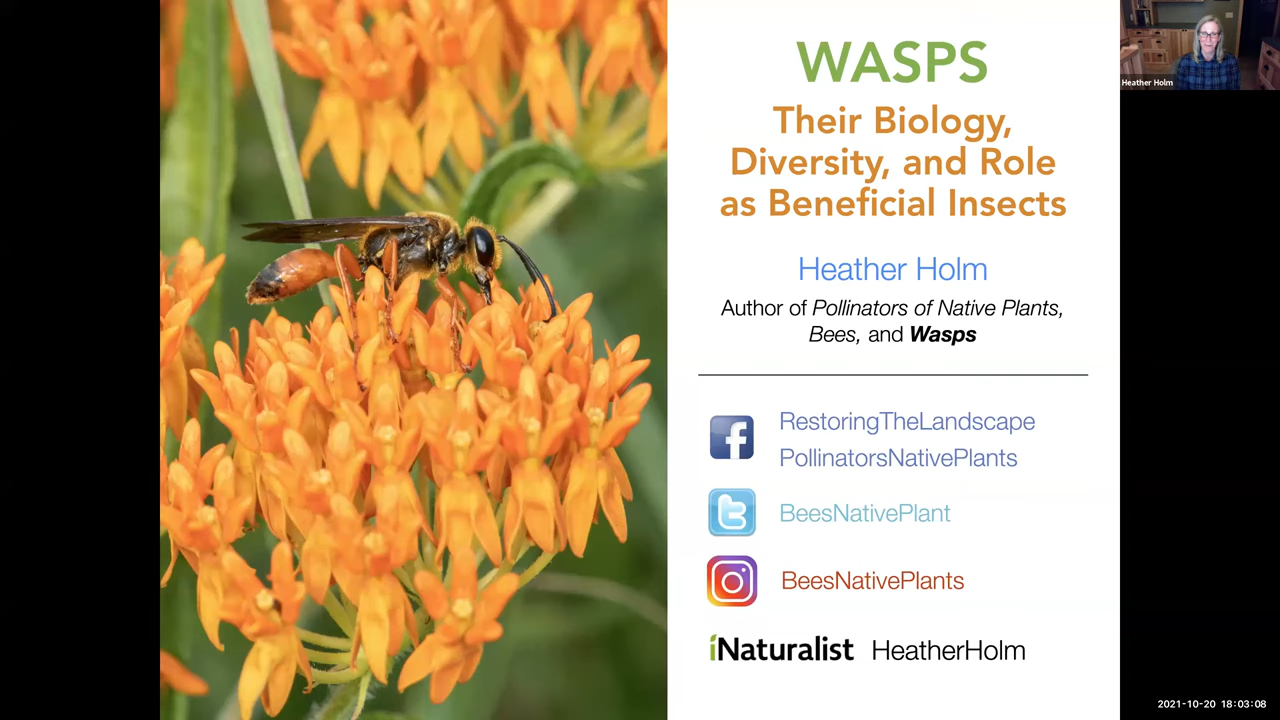 WASPS
Their Biology,
Diversity, and Role
as Beneficial Insects
Heather Holm
Author of Pollinators of Native Plants,
Bees, and Wasps
RestoringTheLandscape
PollinatorsNativePlants
BeesNativePlant
BeesNativePlants
iNaturalist HeatherHolm
Heather Holm
2021-10-20 18:03:08